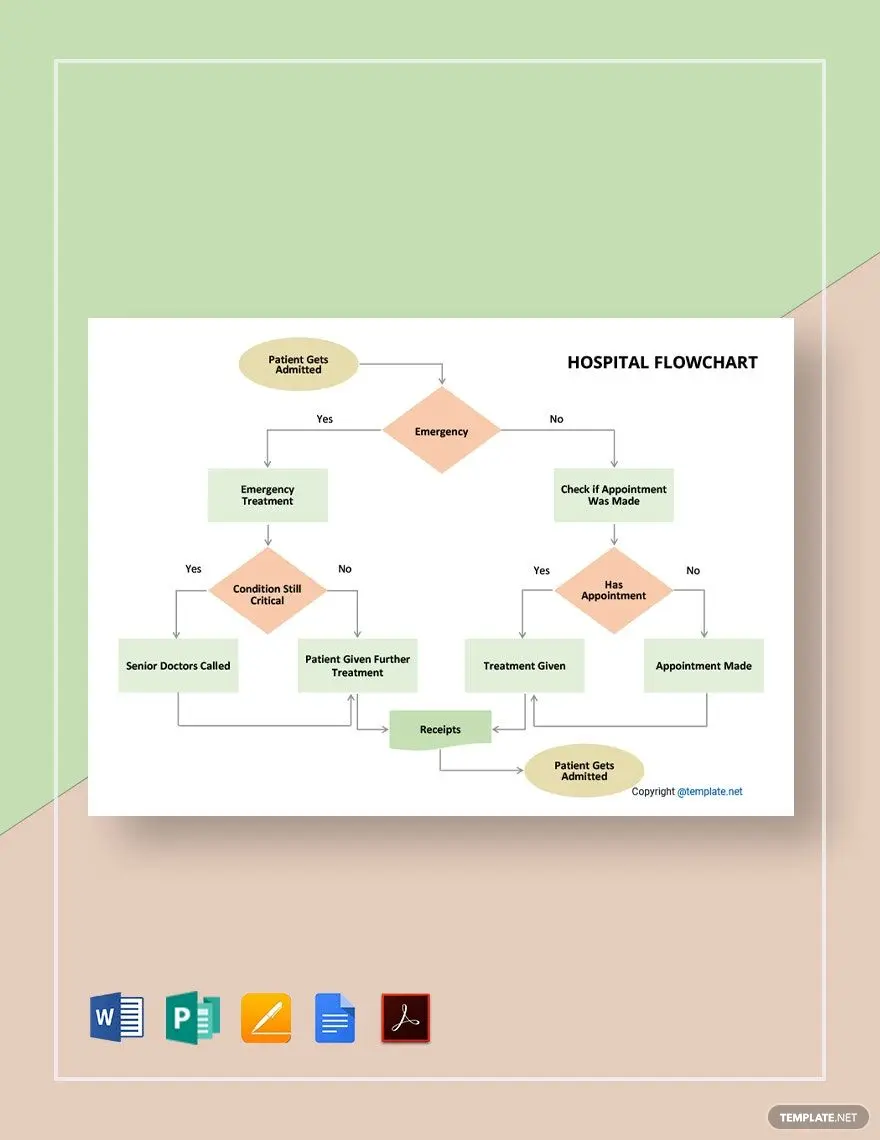 Patient Gets
Admitted
HOSPITAL FLOWCHART
Emergency
Yes
No
Emergency
Treatment
Check if Appointment
Was Made
Yes
Condition Still
Critical
No
Yes
Has
Appointment
No
Senior Doctors Called
Patient Given Further
Treatment
Treatment Given
Appointment Made
Receipts
Patient Gets
Admitted
Copyright @template.net
W
P
TEMPLATE.NET